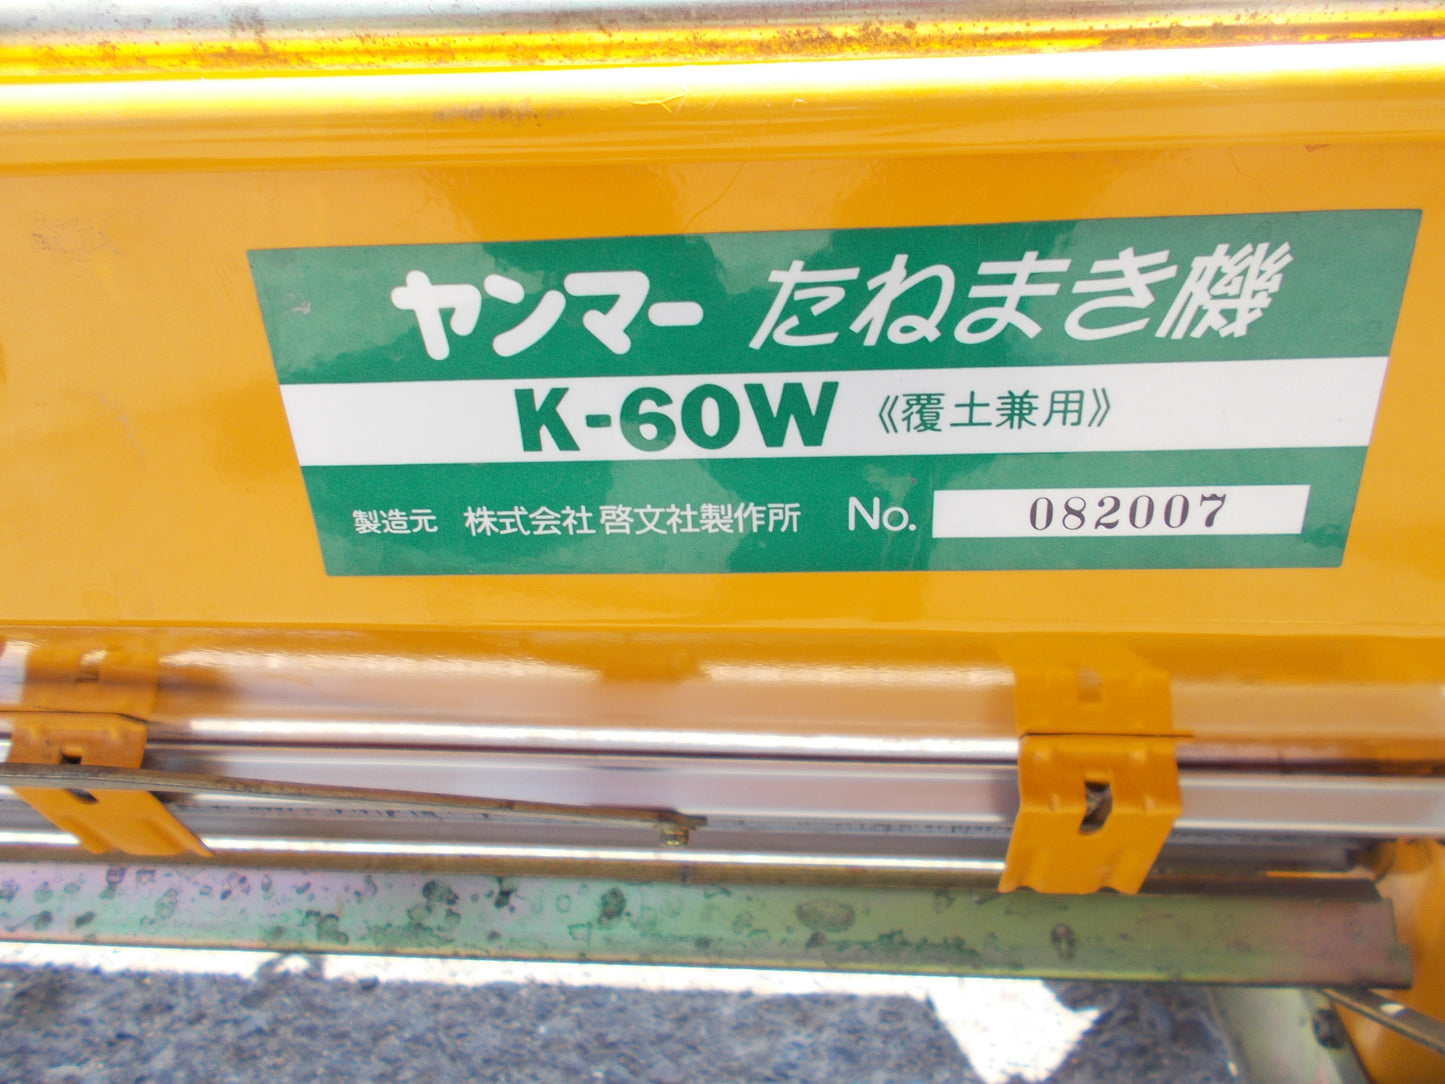 ヤンマー たねまき機
K-60W 《覆土兼用》
製造元 株式会社 啓文社製作所 No. 082007